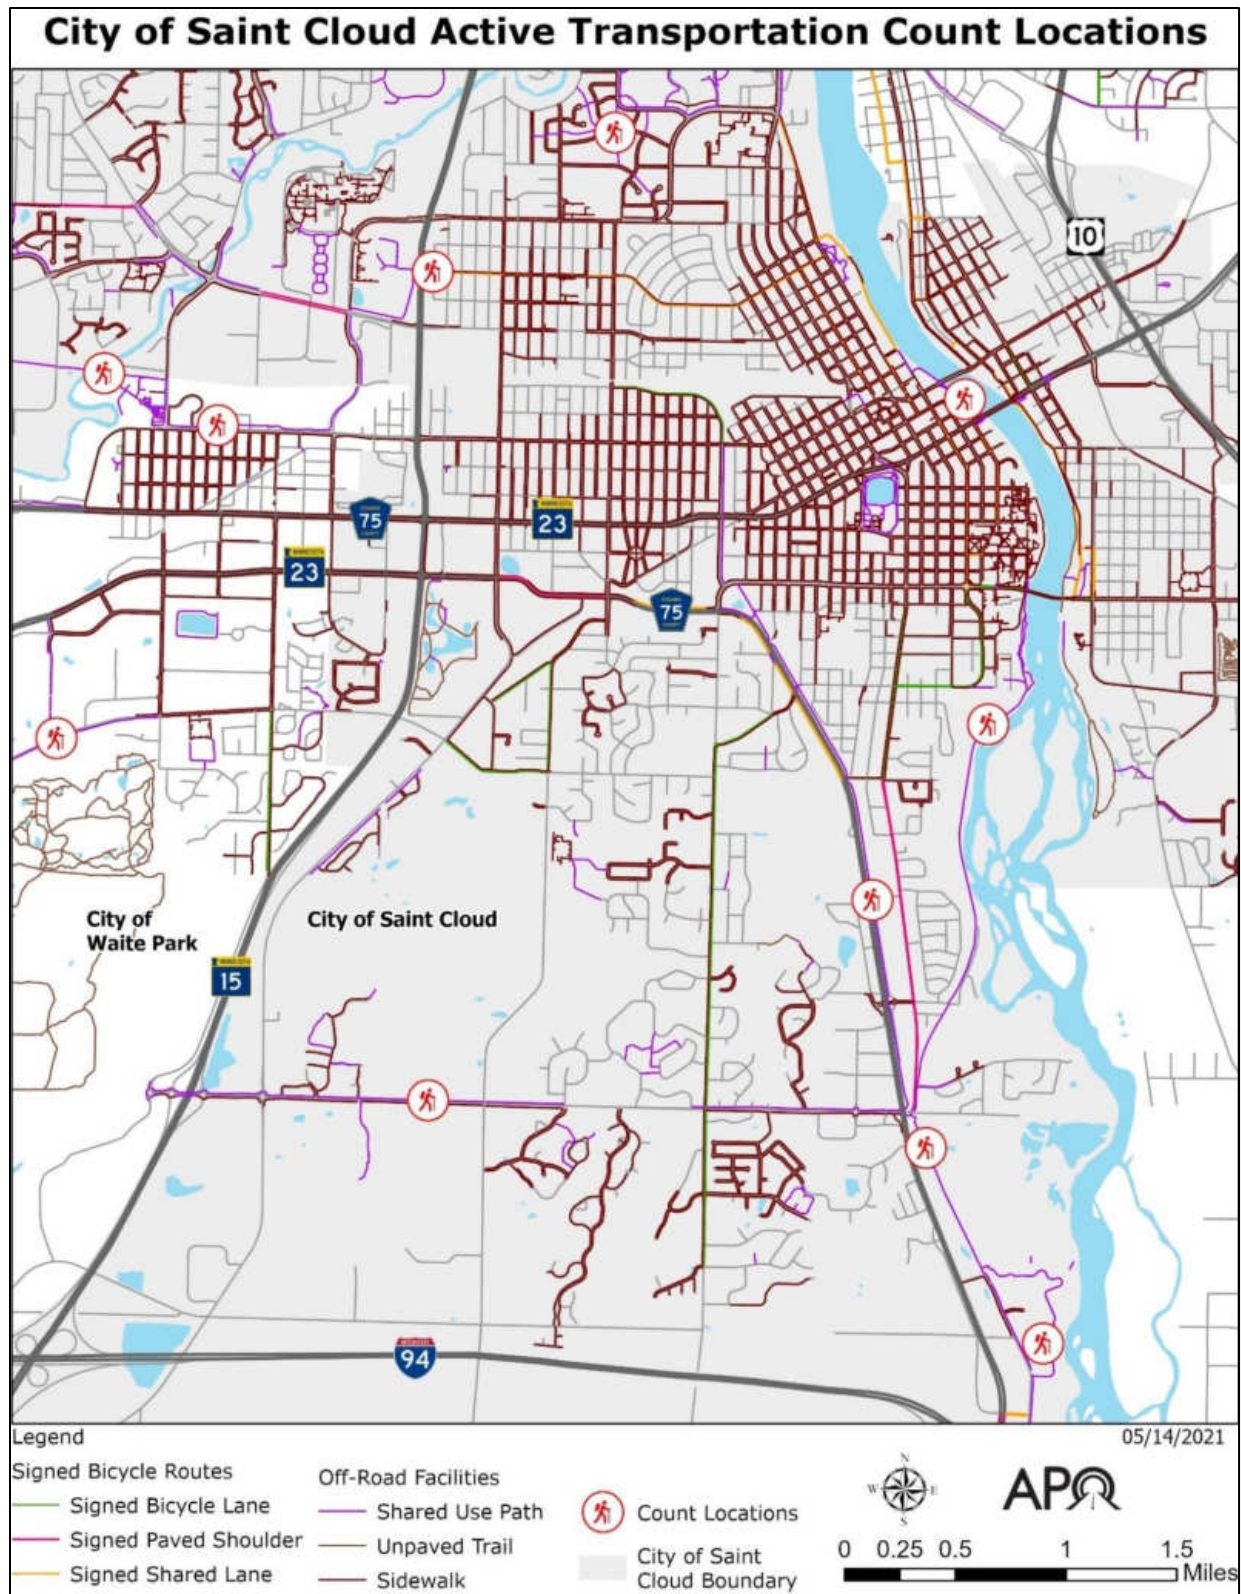 City of Saint Cloud Active Transportation Count Locations
10
75
23
23
75
City of
Waite Park
City of Saint Cloud
15
94
Legend
05/14/2021
Signed Bicycle Routes
Signed Bicycle Lane
Signed Paved Shoulder
Signed Shared Lane
Off-Road Facilities
Shared Use Path
Unpaved Trail
Sidewalk
Count Locations
City of Saint
Cloud Boundary
N
W E
S
APO
0 0.25 0.5 1 1.5
Miles